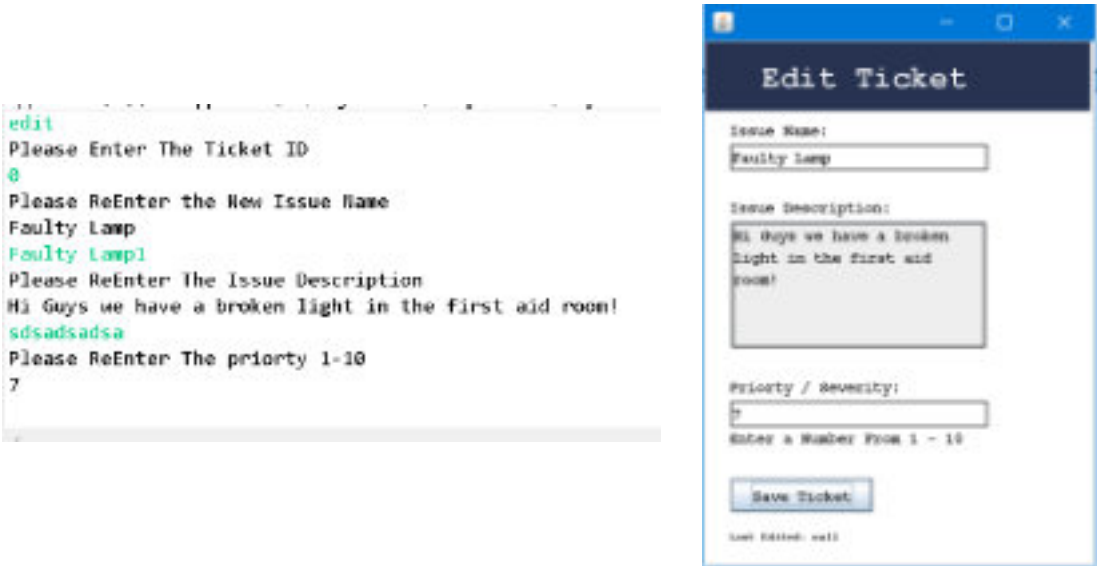 edit
Please Enter The Ticket ID
0
Please ReEnter the New Issue Name
Faulty Lamp
Faulty Lamp1
Please ReEnter The Issue Description
Hi Guys we have a broken light in the first aid room!
sdsadsadsa
Please ReEnter The priorty 1-10
7
Edit Ticket
Issue Name:
Faulty lamp
Issue Description:
Hi Guys we have a broken
light in the first aid
room!
Priorty / Severity:
7
Enter a Number From 1 - 10
Save Ticket
Last Edited: null